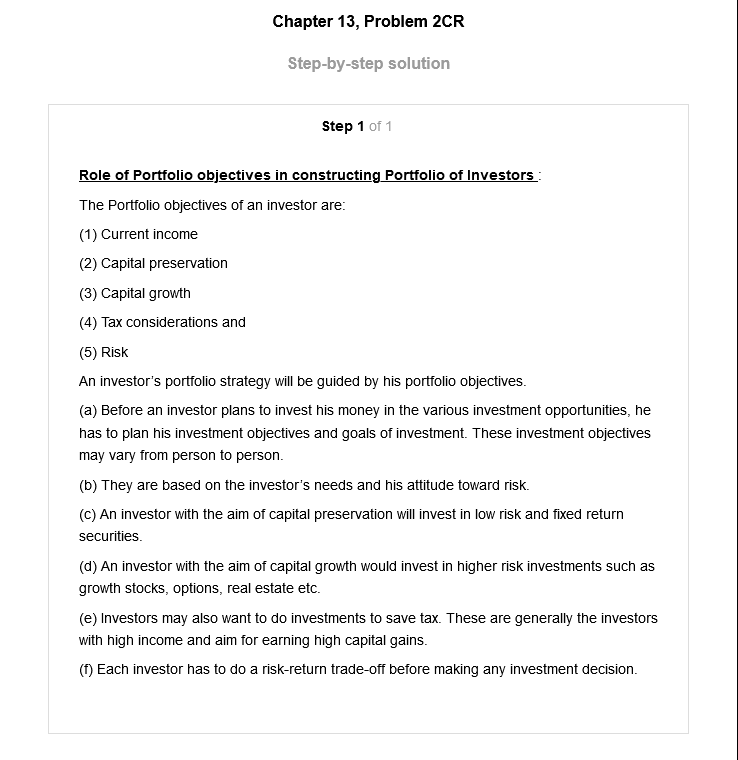 Chapter 13, Problem 2CR
Step-by-step solution
Step 1 of 1
Role of Portfolio objectives in constructing Portfolio of Investors :
The Portfolio objectives of an investor are:
(1) Current income
(2) Capital preservation
(3) Capital growth
(4) Tax considerations and
(5) Risk
An investor's portfolio strategy will be guided by his portfolio objectives.
(a) Before an investor plans to invest his money in the various investment opportunities, he
has to plan his investment objectives and goals of investment. These investment objectives
may vary from person to person.
(b) They are based on the investor's needs and his attitude toward risk.
(c) An investor with the aim of capital preservation will invest in low risk and fixed return
securities.
(d) An investor with the aim of capital growth would invest in higher risk investments such as
growth stocks, options, real estate etc.
(e) Investors may also want to do investments to save tax. These are generally the investors
with high income and aim for earning high capital gains.
(f) Each investor has to do a risk-return trade-off before making any investment decision.